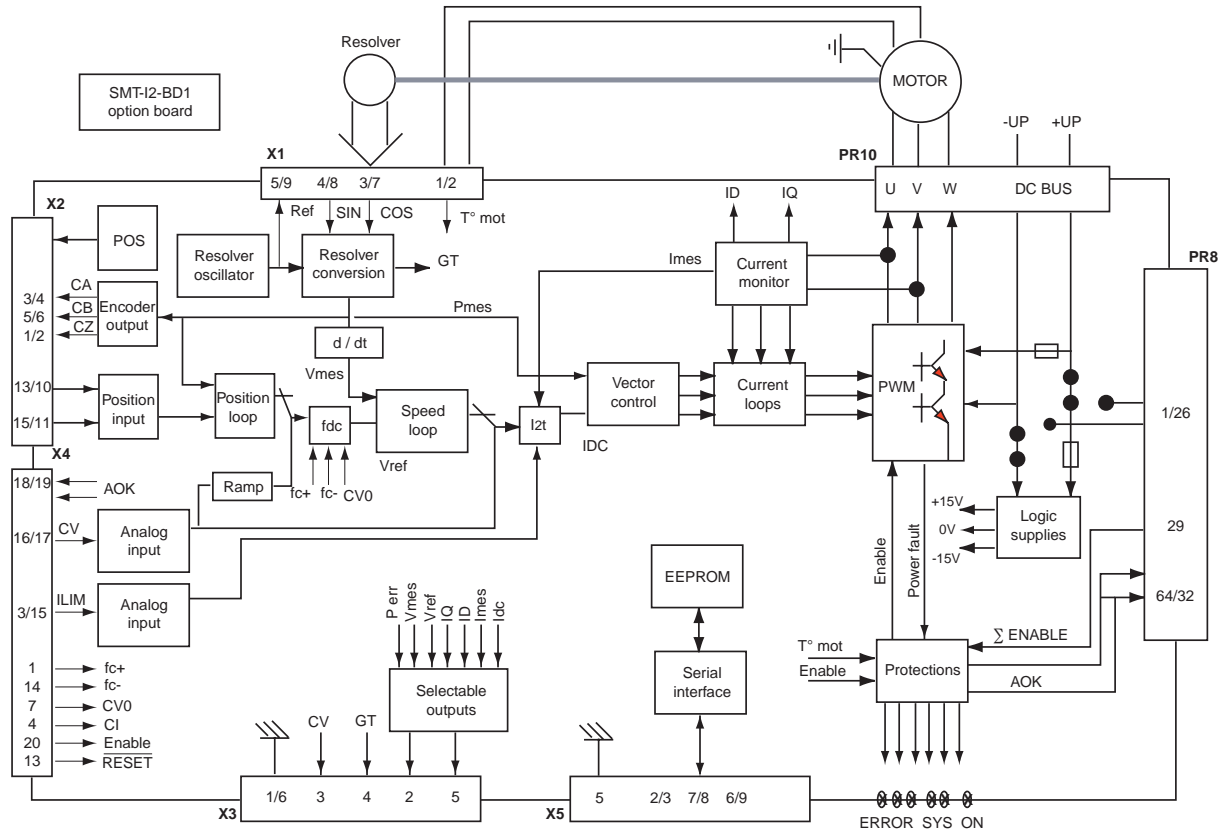 Resolver
SMT-I2-BD1
option board
MOTOR
-UP +UP
X1
PR10
5/9 4/8 3/7 1/2
U V W DC BUS
X2
Ref SIN COS T° mot
ID IQ
POS
Resolver
oscillator
Resolver
conversion
GT
Imes
Current
monitor
PR8
3/4
5/6
1/2
CA
CB
CZ
Encoder
output
Pmes
d / dt
Vmes
13/10
15/11
Position
input
Position
loop
fdc
Speed
loop
Vref
I2t
IDC
Vector
control
Current
loops
PWM
1/26
X4
18/19
AOK
Ramp
fc+ fc- CV0
16/17
CV
Analog
input
+15V
0V
-15V
Logic
supplies
29
3/15
ILIM
Analog
input
P err
Vmes
Vref
IQ
ID
Imes
Idc
EEPROM
Enable
Power fault
64/32
∑ ENABLE
1 fc+
14 fc-
7 CV0
4 CI
20 Enable
13 RESET
Selectable
outputs
Serial
interface
T° mot
Enable
Protections
AOK
CV GT
X3
1/6 3 4 2 5
X5
5 2/3 7/8 6/9
ERROR SYS ON